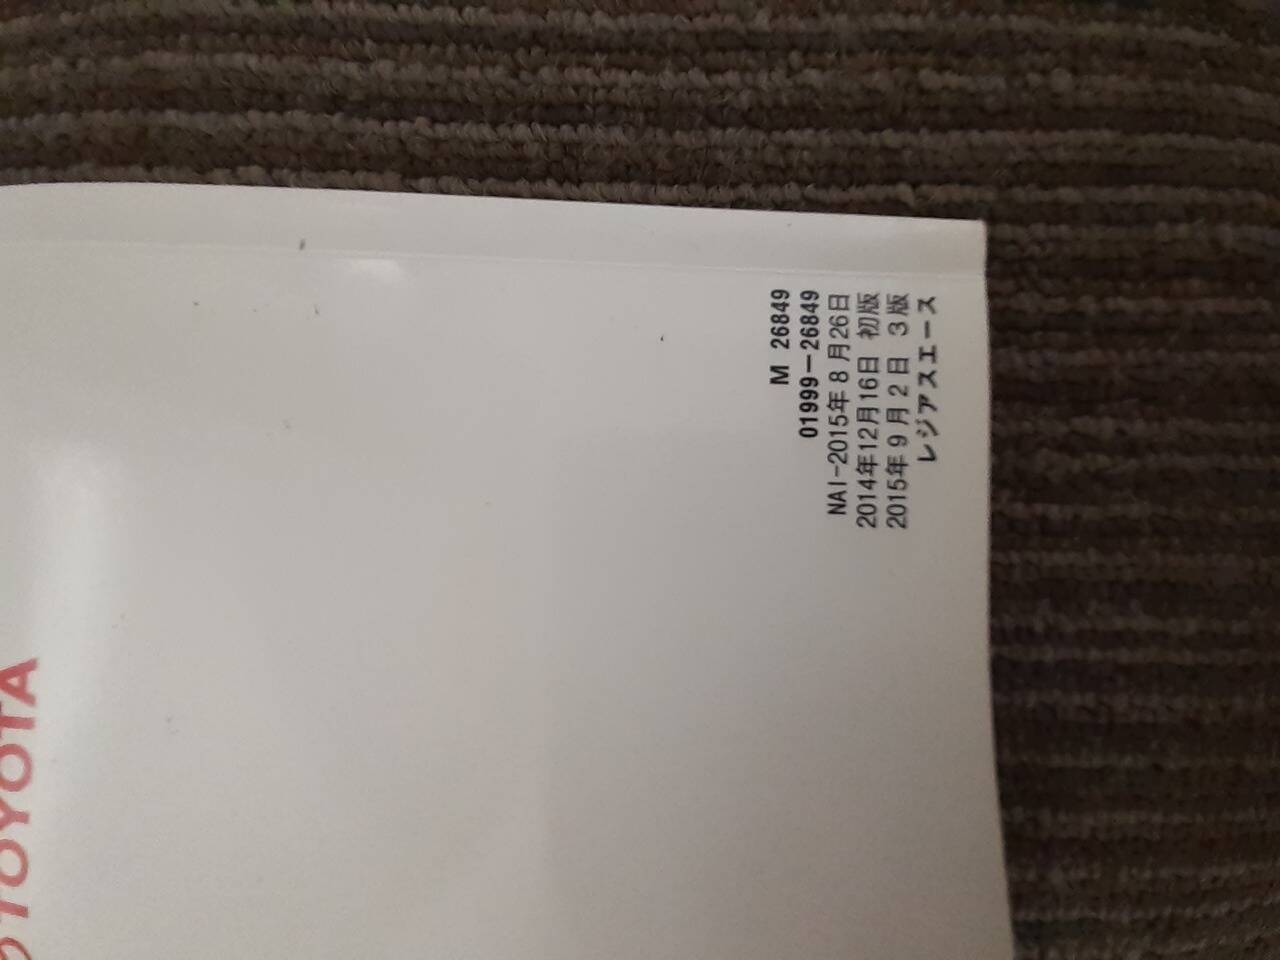 M 26849
01999-26849
NAI-2015年8月26日
2014年12月16日 初版
2015年9月2日 3版
レジアスエース
TOYOTA